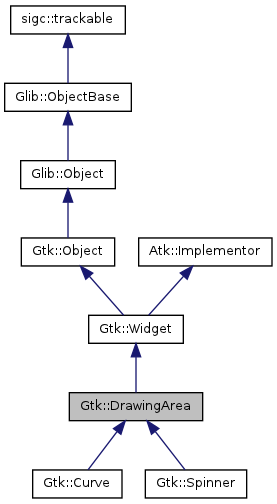 sigc::trackable
Glib::ObjectBase
Glib::Object
Gtk::Object
Atk::Implementor
Gtk::Widget
Gtk::DrawingArea
Gtk::Curve
Gtk::Spinner